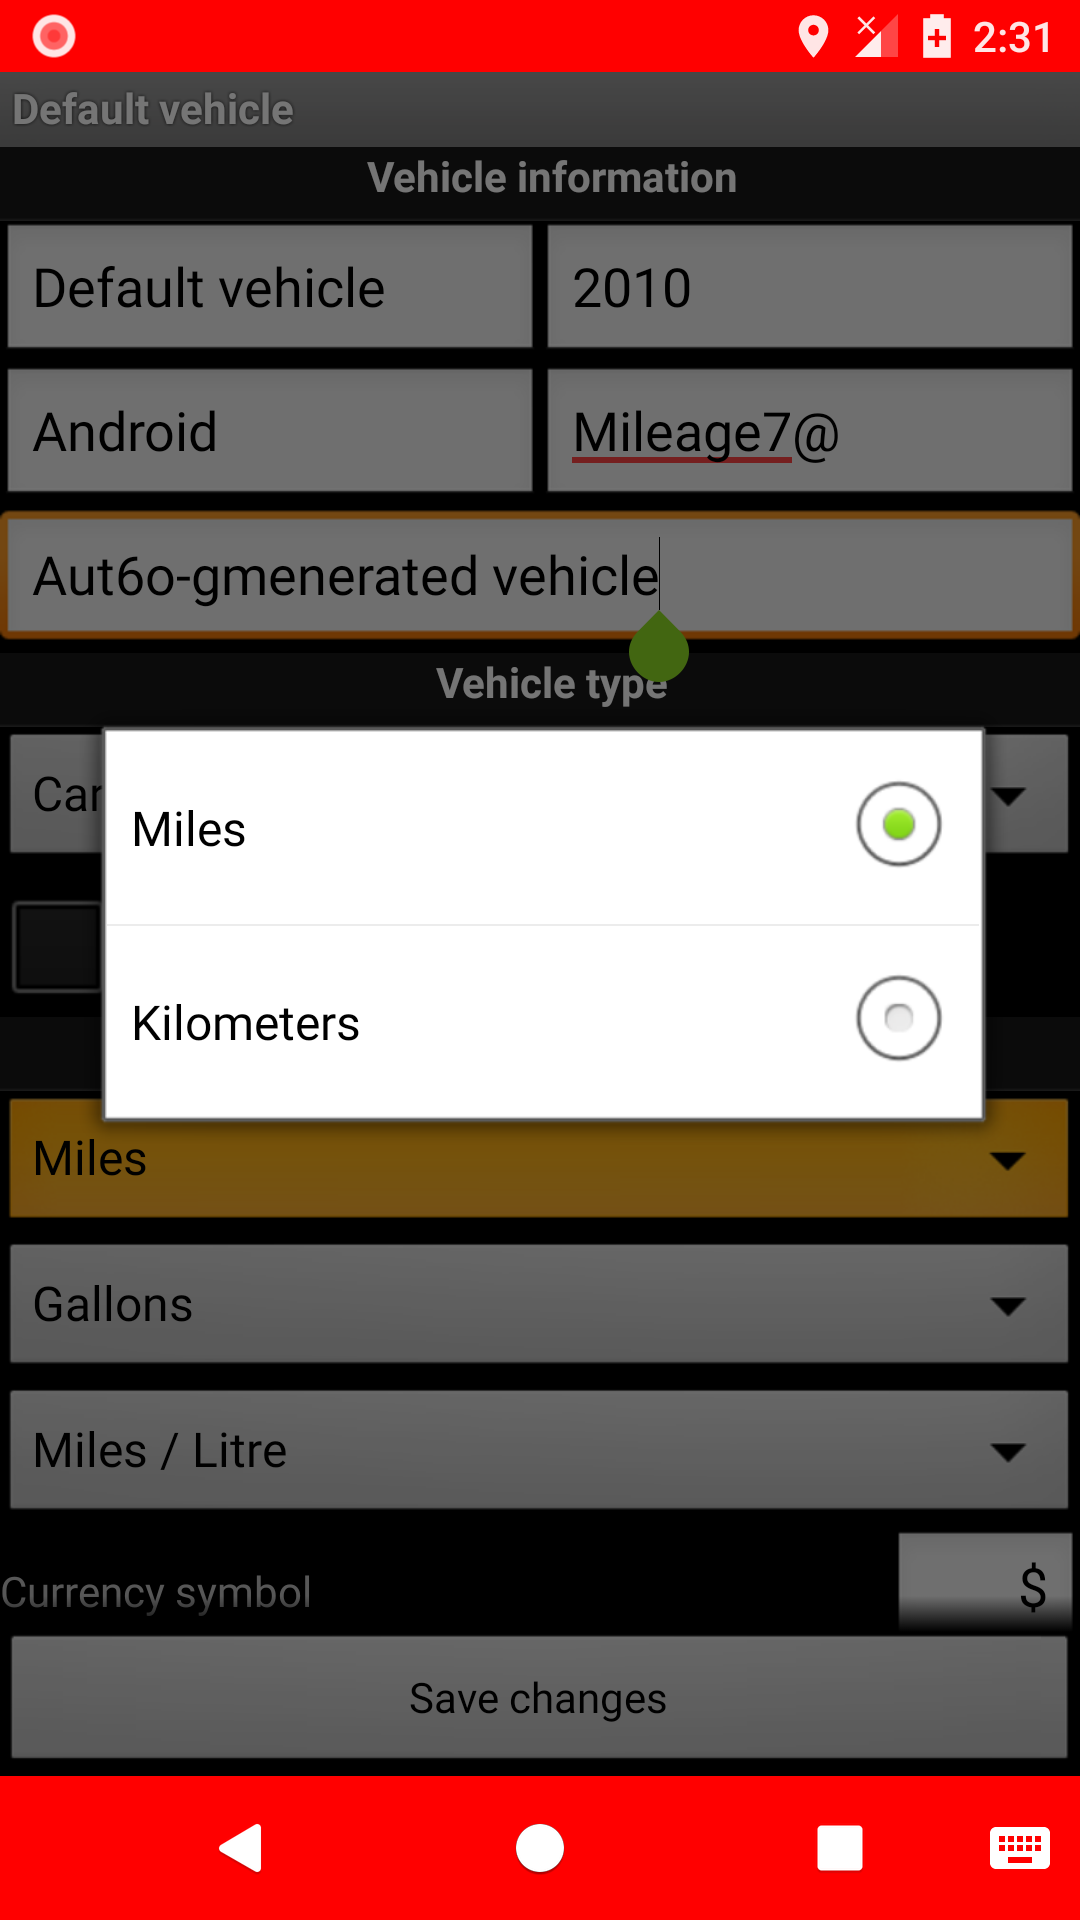 2:31
Default vehicle
Vehicle information
Default vehicle 2010
Android Mileage7@
Aut6o-gmenerated vehicle
Vehicle type
Car
Miles
Kilometers
Miles
Gallons
Miles / Litre
Currency symbol $
Save changes